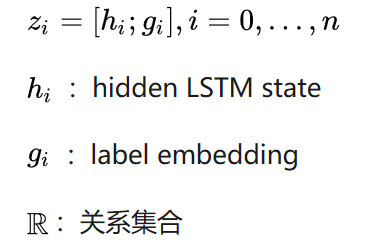 z_i = [h_i; g_i], i = 0, ..., n
h_i : hidden LSTM state
g_i : label embedding
ℝ：关系集合